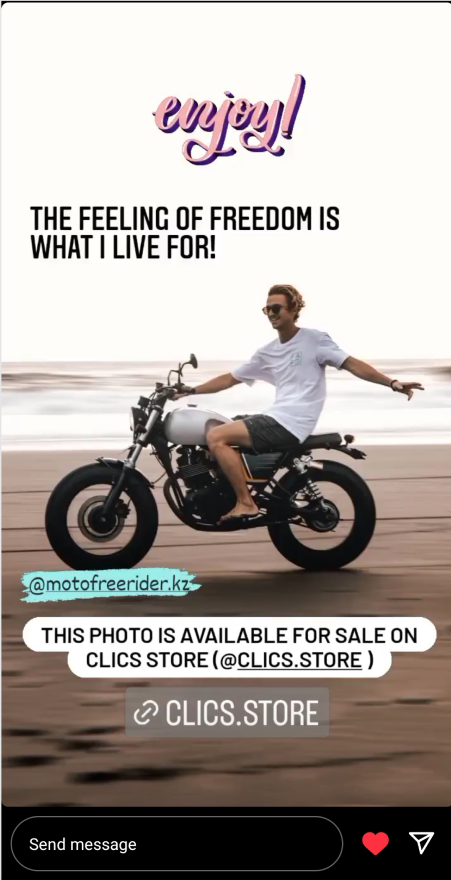 enjoy!
THE FEELING OF FREEDOM IS
WHAT I LIVE FOR!
@motofreerider.kz
THIS PHOTO IS AVAILABLE FOR SALE ON
CLICS STORE (@CLICS.STORE )
CLICS.STORE
Send message